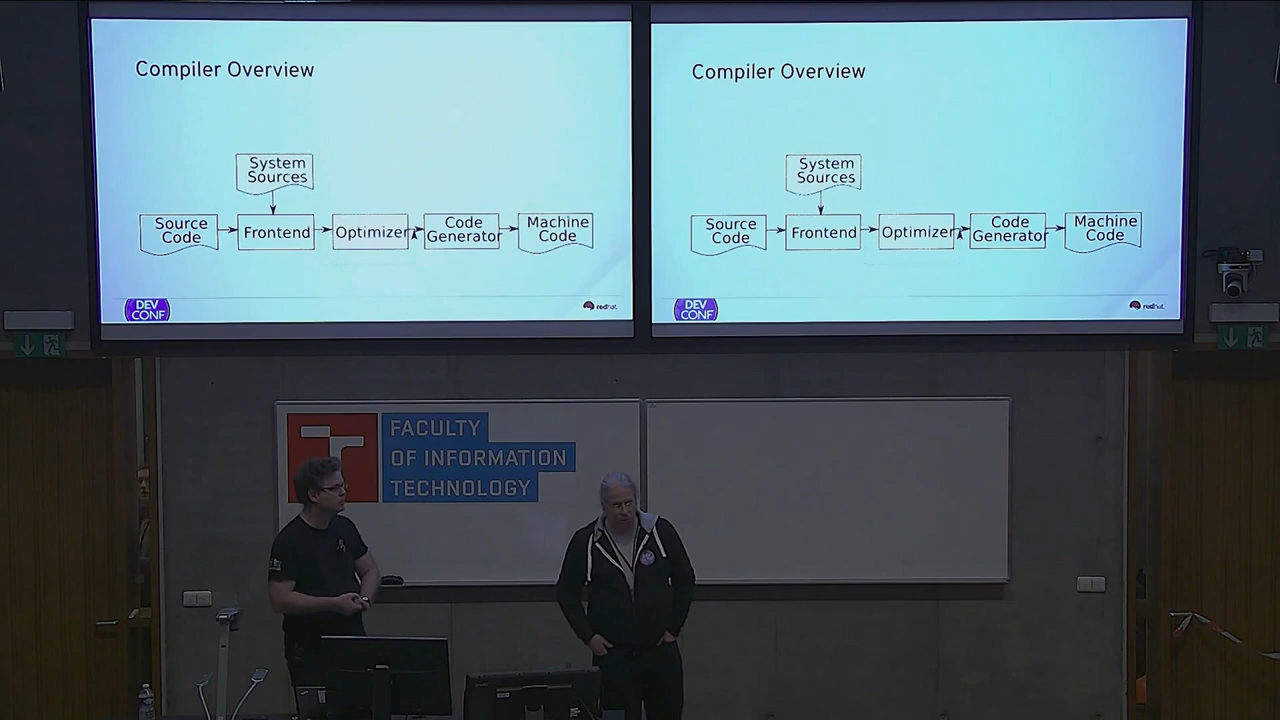 Compiler Overview
System
Sources
Source
Code
Frontend
Optimizer
Code
Generator
Machine
Code
DEV
CONF
redhat.
Compiler Overview
System
Sources
Source
Code
Frontend
Optimizer
Code
Generator
Machine
Code
DEV
CONF
redhat.
FACULTY
OF INFORMATION
TECHNOLOGY